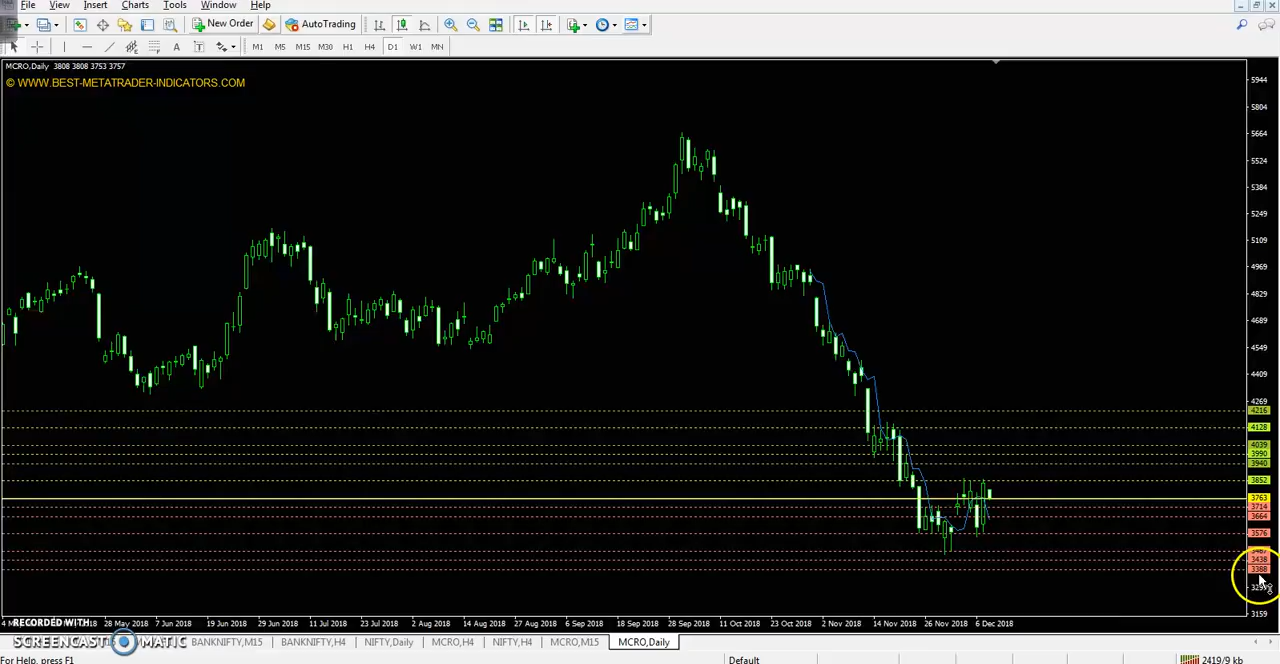 File View Insert Charts Tools Window Help
New Order AutoTrading
A T M1 M5 M15 M30 H1 H4 D1 W1 MN
MCRO,Daily 3808 3808 3753 3757
© WWW.BEST-METATRADER-INDICATORS.COM
5944
5804
5664
5524
5384
5249
5109
4969
4829
4689
4549
4409
4269
4216
4128
4039
3990
3940
3852
3763
3714
3664
3576
3438
3388
3159
28 May 2018 7 Jun 2018 19 Jun 2018 29 Jun 2018 11 Jul 2018 23 Jul 2018 2 Aug 2018 14 Aug 2018 27 Aug 2018 6 Sep 2018 18 Sep 2018 28 Sep 2018 11 Oct 2018 23 Oct 2018 2 Nov 2018 14 Nov 2018 26 Nov 2018 6 Dec 2018
RECORDED WITH
SCREENCAST MATIC BANKNIFTY,M15 BANKNIFTY,H4 NIFTY,Daily MCRO,H4 NIFTY,H4 MCRO,M15 MCRO,Daily
For Help, press F1 Default 2419/9 kb